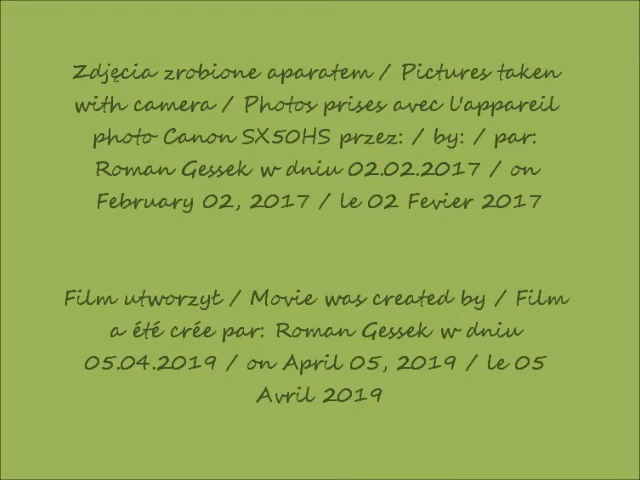 Zdjęcia zrobione aparatem / Pictures taken
with camera / Photos prises avec l'appareil
photo Canon SX50HS przez: / by: / par:
Roman Gessek w dniu 02.02.2017 / on
February 02, 2017 / le 02 Fevier 2017
Film utworzył / Movie was created by / Film
a été crée par: Roman Gessek w dniu
05.04.2019 / on April 05, 2019 / le 05
Avril 2019